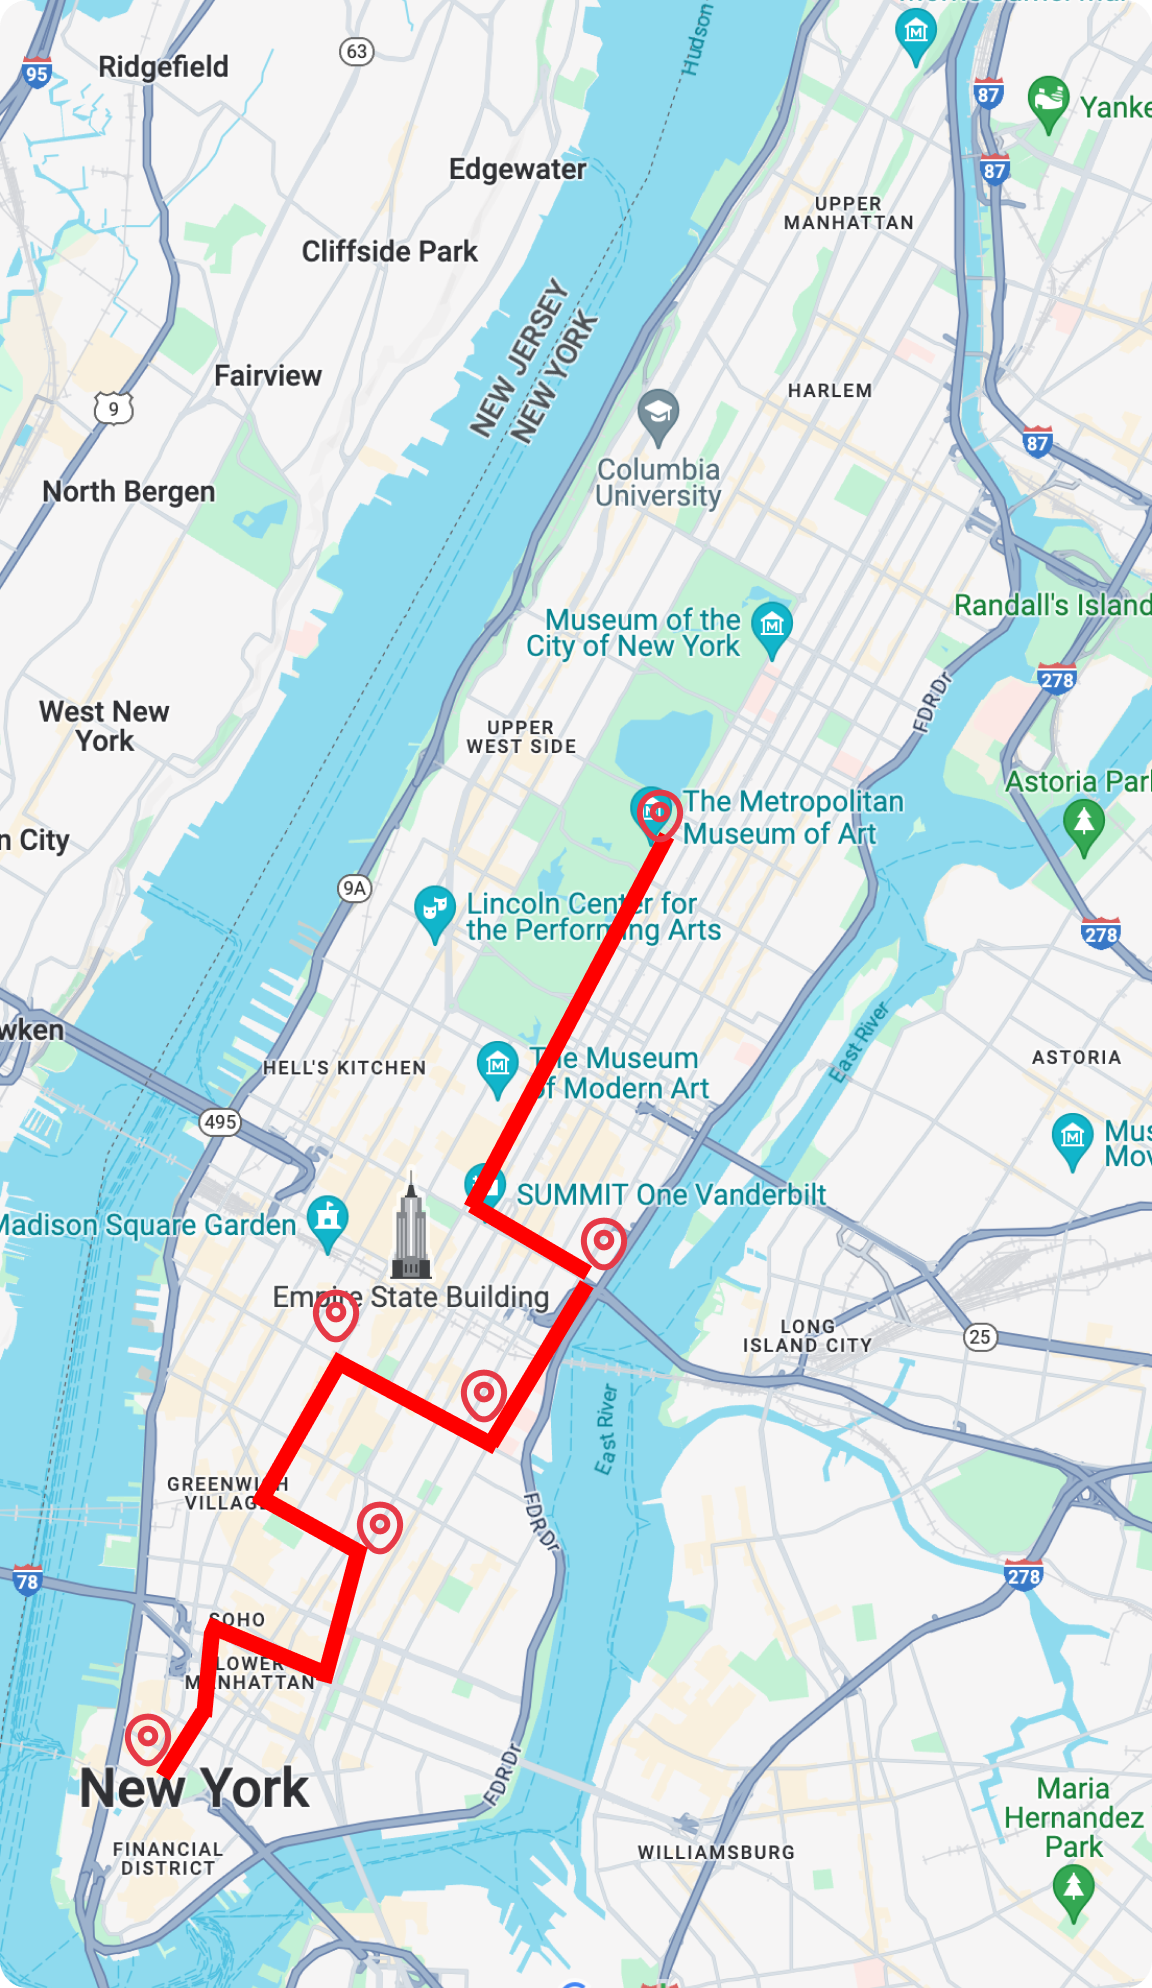 Hudson
95
Ridgefield
63
87
Yanke
Edgewater
87
UPPER
MANHATTAN
Cliffside Park
NEW JERSEY
NEW YORK
Fairview
HARLEM
9
87
Columbia
University
North Bergen
Randall's Island
Museum of the
City of New York
278
FDR Dr
West New
York
UPPER
WEST SIDE
Astoria Parl
The Metropolitan
Museum of Art
n City
9A
Lincoln Center for
the Performing Arts
278
wken
East River
HELL'S KITCHEN
The Museum
of Modern Art
ASTORIA
495
Mus
Mov
SUMMIT One Vanderbilt
Madison Square Garden
Empire State Building
LONG
ISLAND CITY
25
East River
GREENWICH
VILLAGE
FDR Dr
78
278
SOHO
LOWER
MANHATTAN
FDR Dr
New York
Maria
Hernandez
Park
FINANCIAL
DISTRICT
WILLIAMSBURG